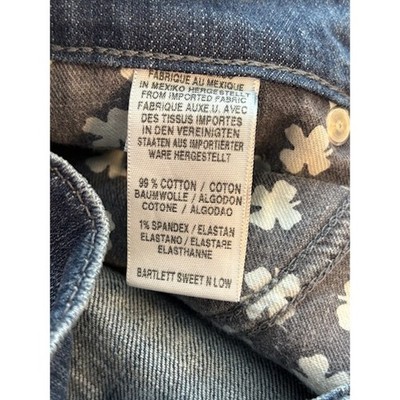 FABRIQUE AU MEXIQUE
IN MEXIKO HERGESTELLT
FROM IMPORTED FABRIC
FABRIQUE AUX E.U. AVEC
DES TISSUS IMPORTES
IN DEN VEREINIGTEN
STAATEN AUS IMPORTIERTER
WARE HERGESTELLT
99 % COTTON / COTON
BAUMWOLLE / ALGODON
COTONE / ALGODAO
1% SPANDEX / ELASTAN
ELASTANO / ELASTARE
ELASTHANNE
BARTLETT SWEET N LOW